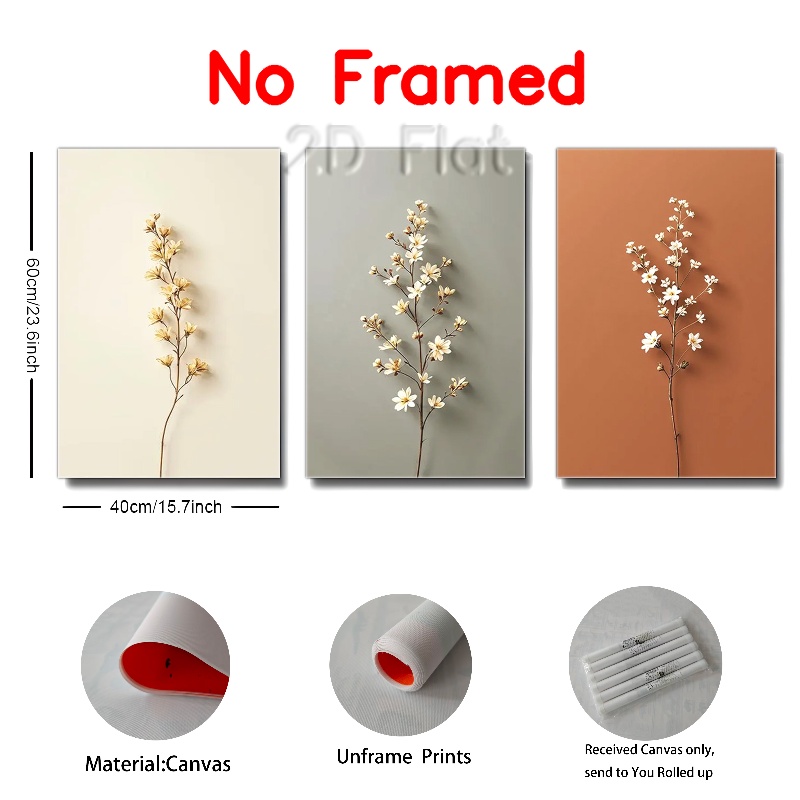 No Framed
2D Flat
60cm/23.6inch
40cm/15.7inch
Material:Canvas
Unframe Prints
Received Canvas only,
send to You Rolled up